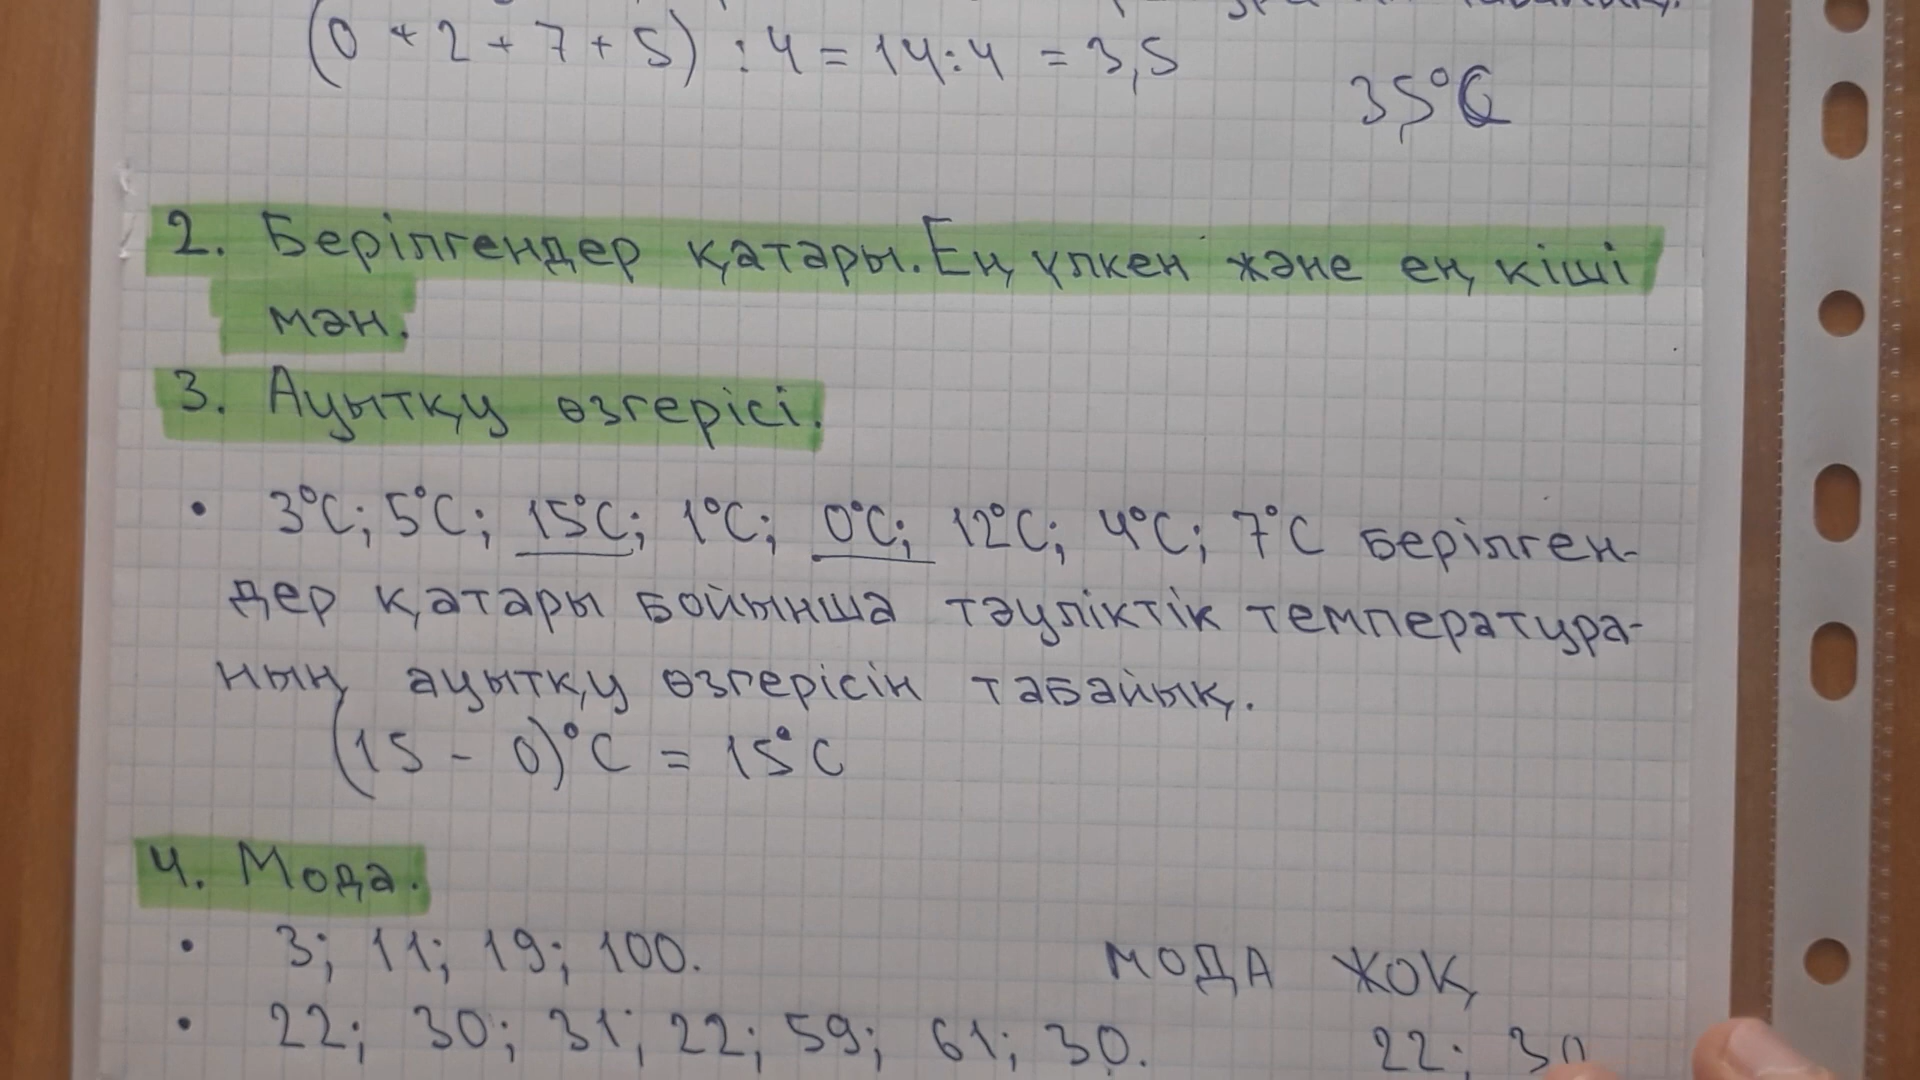 (0 + 2 + 7 + 5) : 4 = 14 : 4 = 3,5
3,5°C
2. Берілгендер қатары. Ең үлкен және ең кіші
мән.
3. Ауытқу өзгерісі.
• 3°C; 5°C; 15°C; 1°C; 0°C; 12°C; 4°C; 7°C берілген-
дер қатары бойынша тәуліктік температура-
ның ауытқу өзгерісін табайық.
(15 - 0)°C = 15°C
4. Мода.
• 3; 11; 19; 100. МОДА ЖОҚ
• 22; 30; 31; 22; 59; 61; 30. 22; 30